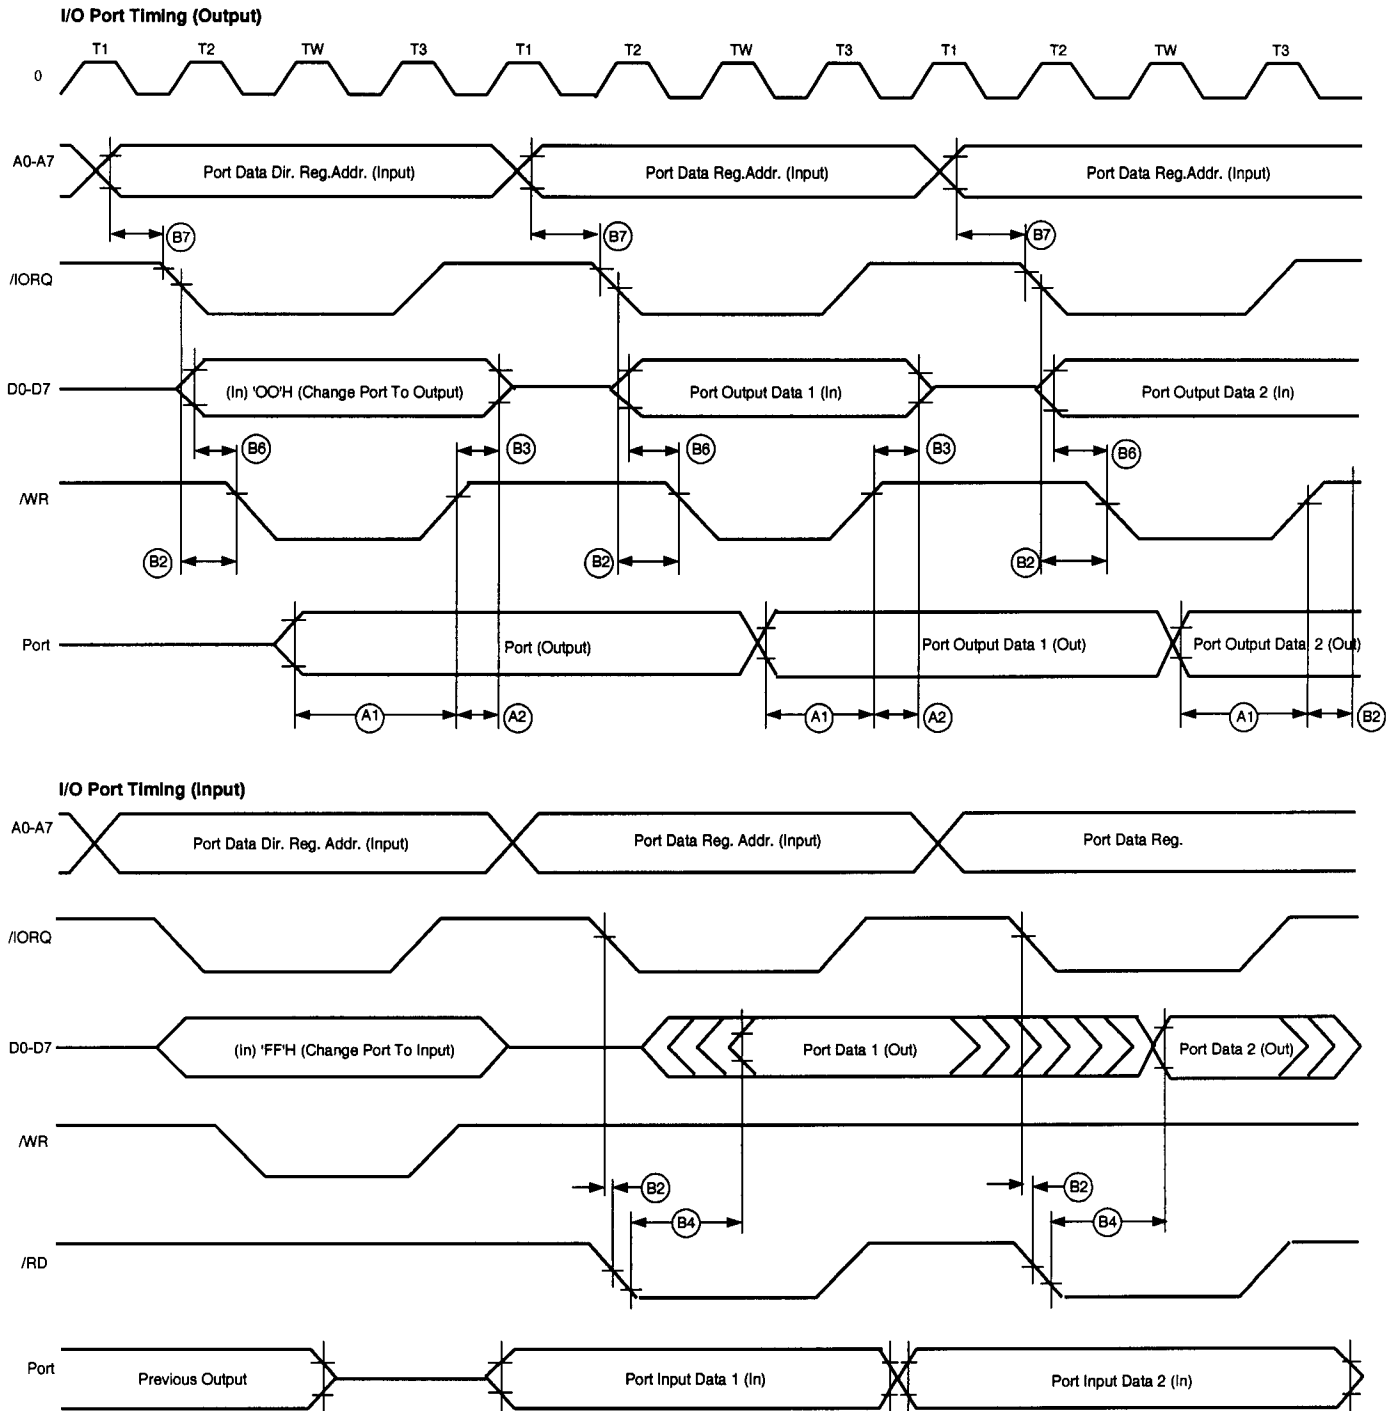 I/O Port Timing (Output)
T1 T2 TW T3 T1 T2 TW T3 T1 T2 TW T3
0
A0-A7 Port Data Dir. Reg.Addr. (Input) Port Data Reg.Addr. (Input) Port Data Reg.Addr. (Input)
B7 B7 B7
/IORQ
D0-D7 (In) 'OO'H (Change Port To Output) Port Output Data 1 (In) Port Output Data 2 (In)
B6 B3 B6 B3 B6
/WR
B2 B2 B2
Port Port (Output) Port Output Data 1 (Out) Port Output Data 2 (Out)
A1 A2 A1 A2 A1 B2
I/O Port Timing (Input)
A0-A7 Port Data Dir. Reg. Addr. (Input) Port Data Reg. Addr. (Input) Port Data Reg.
/IORQ
D0-D7 (In) 'FF'H (Change Port To Input) Port Data 1 (Out) Port Data 2 (Out)
/WR
B2 B2
B4 B4
/RD
Port Previous Output Port Input Data 1 (In) Port Input Data 2 (In)